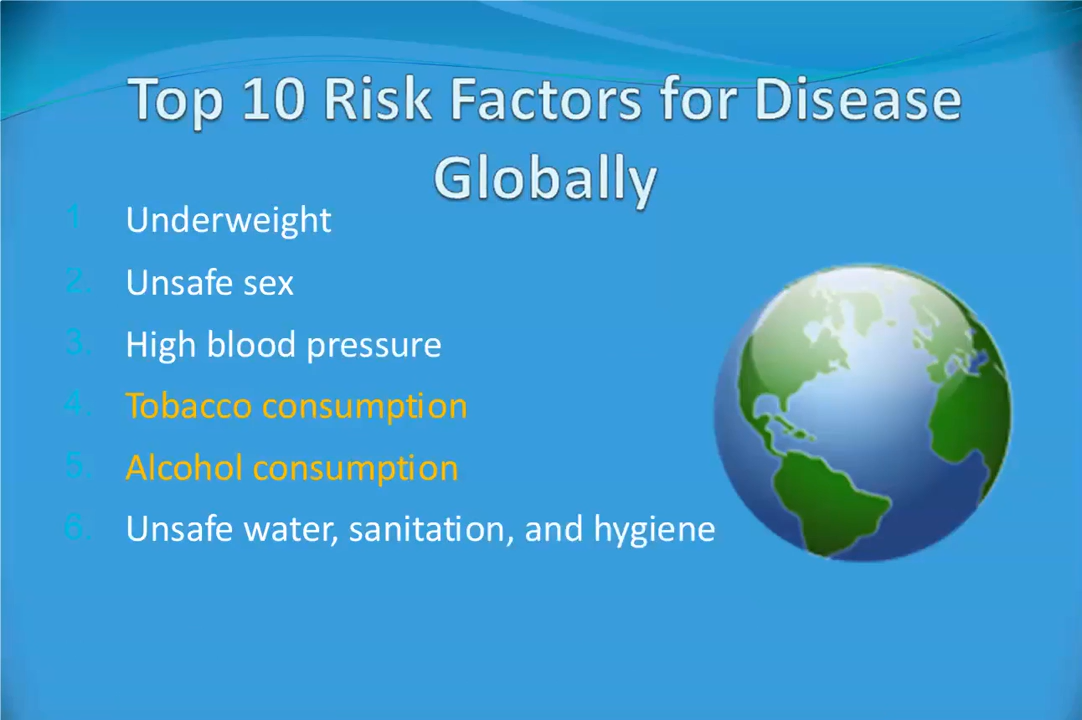 Top 10 Risk Factors for Disease
Globally
1. Underweight
2. Unsafe sex
3. High blood pressure
4. Tobacco consumption
5. Alcohol consumption
6. Unsafe water, sanitation, and hygiene